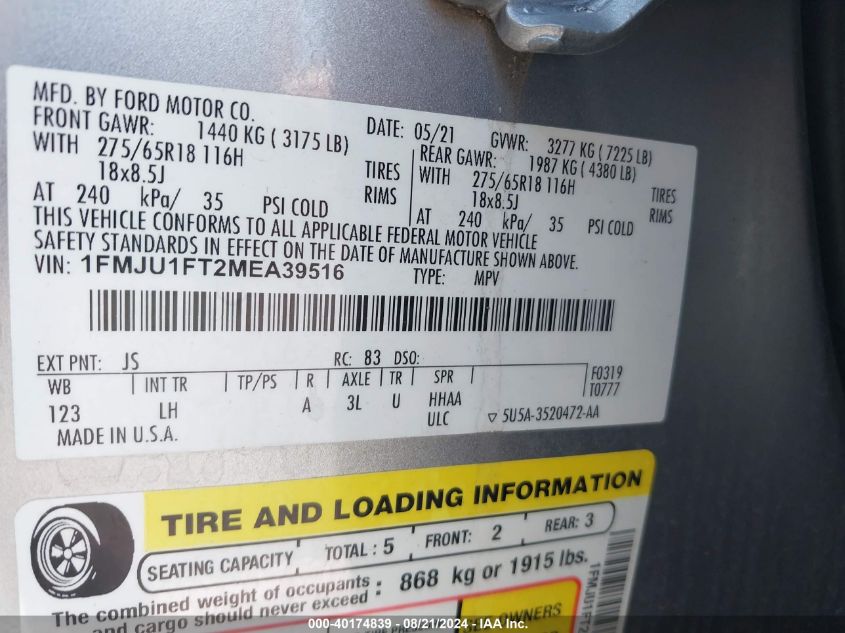 MFD. BY FORD MOTOR CO.
DATE: 05/21 GVWR: 3277 KG ( 7225 LB)
FRONT GAWR: 1440 KG ( 3175 LB)
WITH 275/65R18 116H TIRES
18x8.5J RIMS
AT 240 kPa/ 35 PSI COLD
REAR GAWR: 1987 KG ( 4380 LB)
WITH 275/65R18 116H TIRES
18x8.5J RIMS
AT 240 kPa/ 35 PSI COLD
THIS VEHICLE CONFORMS TO ALL APPLICABLE FEDERAL MOTOR VEHICLE
SAFETY STANDARDS IN EFFECT ON THE DATE OF MANUFACTURE SHOWN ABOVE.
VIN: 1FMJU1FT2MEA39516 TYPE: MPV
EXT PNT: JS RC: 83 DSO:
WB INT TR TP/PS R AXLE TR SPR F0319
T0777
123 LH A 3L U HHAA
ULC ▽ 5U5A-3520472-AA
MADE IN U.S.A.
TIRE AND LOADING INFORMATION
SEATING CAPACITY TOTAL : 5 FRONT: 2 REAR: 3
The combined weight of occupants
and cargo should never exceed : 868 kg or 1915 lbs.
OWNERS
1FMJU1FT2
000-40174839 - 08/21/2024 - IAA Inc.